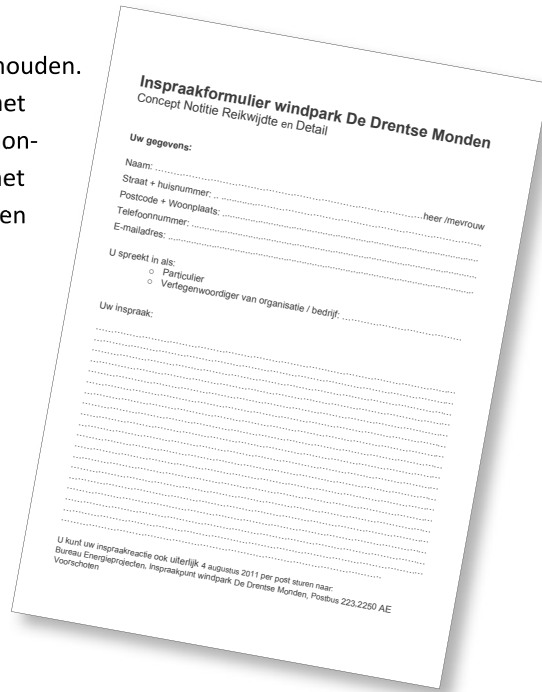 houden.
het
on-
het
en
Inspraakformulier windpark De Drentse Monden
Concept Notitie Reikwijdte en Detail
Uw gegevens:
Naam: ........................................heer /mevrouw
Straat + huisnummer: ........................................
Postcode + Woonplaats: ........................................
Telefoonnummer: ........................................
E-mailadres: ........................................
U spreekt in als:
○ Particulier
○ Vertegenwoordiger van organisatie / bedrijf: ........................................
Uw inspraak:
U kunt uw inspraakreactie ook uiterlijk 4 augustus 2011 per post sturen naar:
Bureau Energieprojecten, Inspraakpunt windpark De Drentse Monden, Postbus 223,2250 AE
Voorschoten